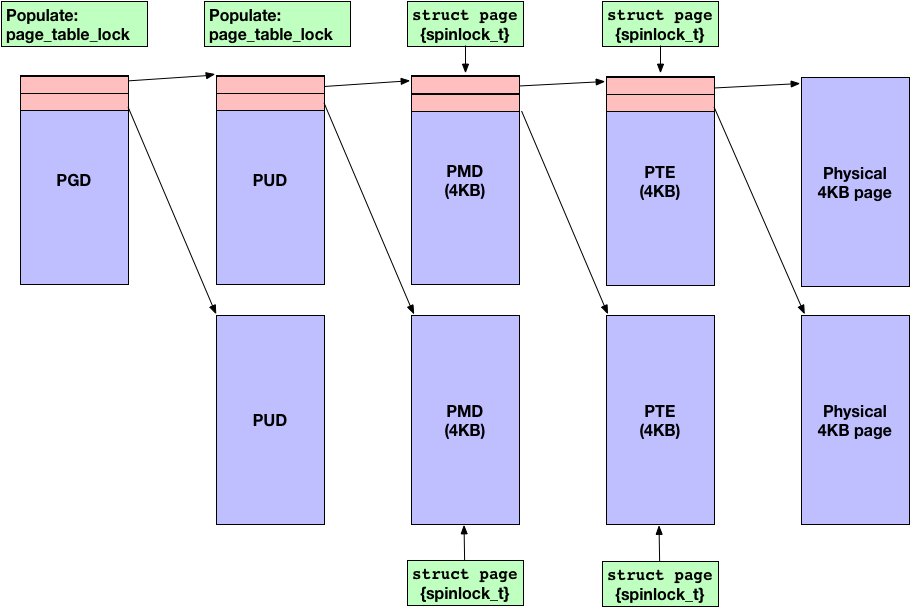 Populate:
page_table_lock
Populate:
page_table_lock
struct page
{spinlock_t}
struct page
{spinlock_t}
PGD
PUD
PMD
(4KB)
PTE
(4KB)
Physical
4KB page
PUD
PMD
(4KB)
PTE
(4KB)
Physical
4KB page
struct page
{spinlock_t}
struct page
{spinlock_t}